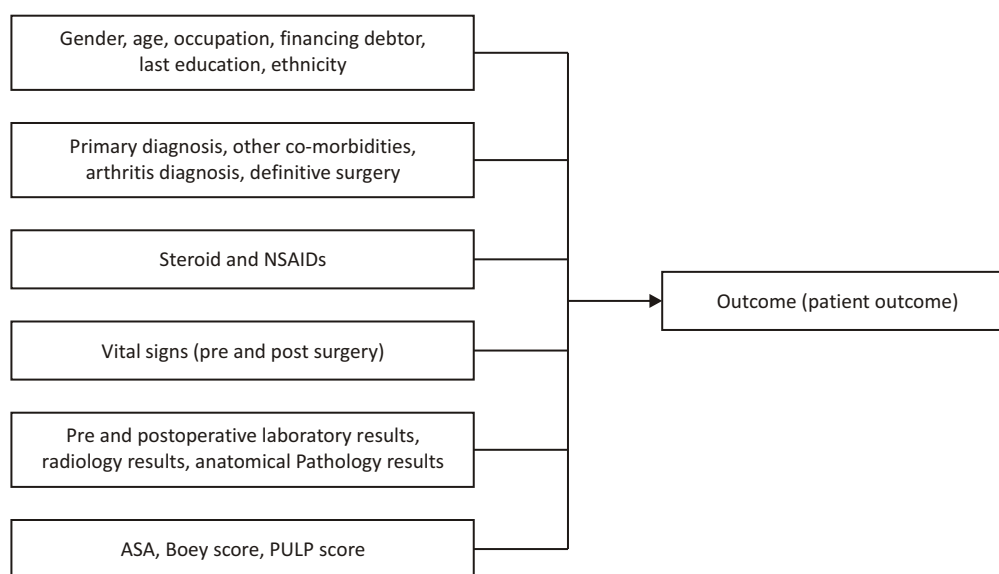 Gender, age, occupation, financing debtor,
last education, ethnicity
Primary diagnosis, other co-morbidities,
arthritis diagnosis, definitive surgery
Steroid and NSAIDs
Outcome (patient outcome)
Vital signs (pre and post surgery)
Pre and postoperative laboratory results,
radiology results, anatomical Pathology results
ASA, Boey score, PULP score